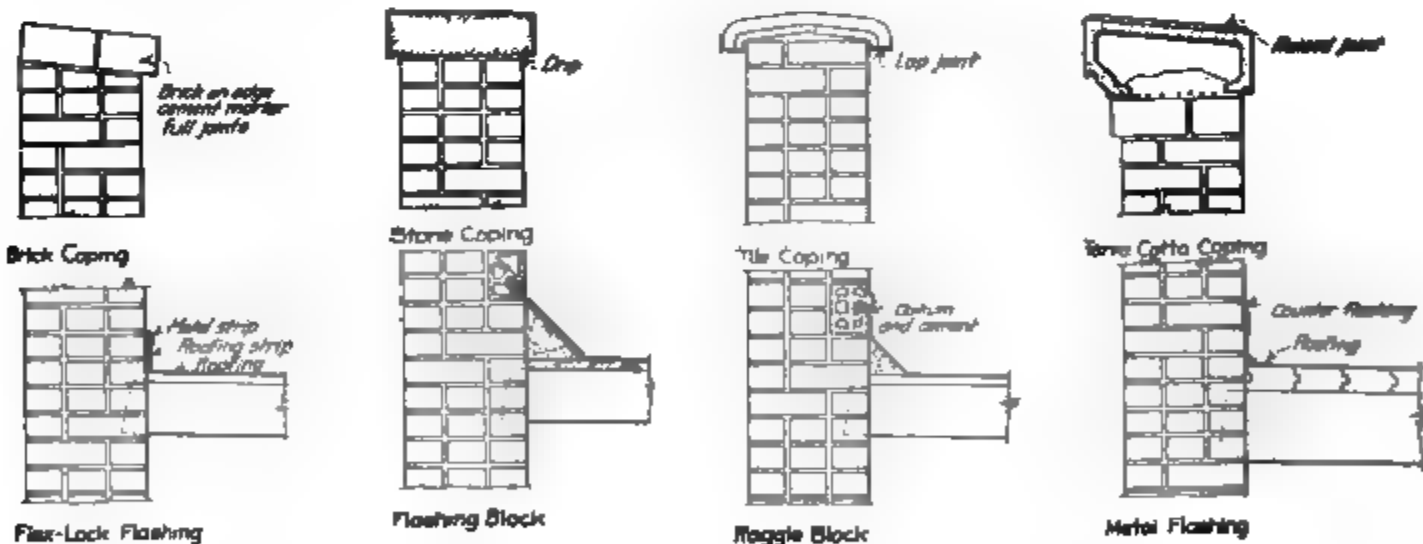 Brick on edge
cement mortar
full joints
Drip
Lap joint
Raised joint
Brick Coping
Stone Coping
Tile Coping
Terra Cotta Coping
Metal strip
Roofing strip
Roofing
and cement
Counter flashing
Flex-Lock Flashing
Flashing Block
Raggle Block
Metal Flashing